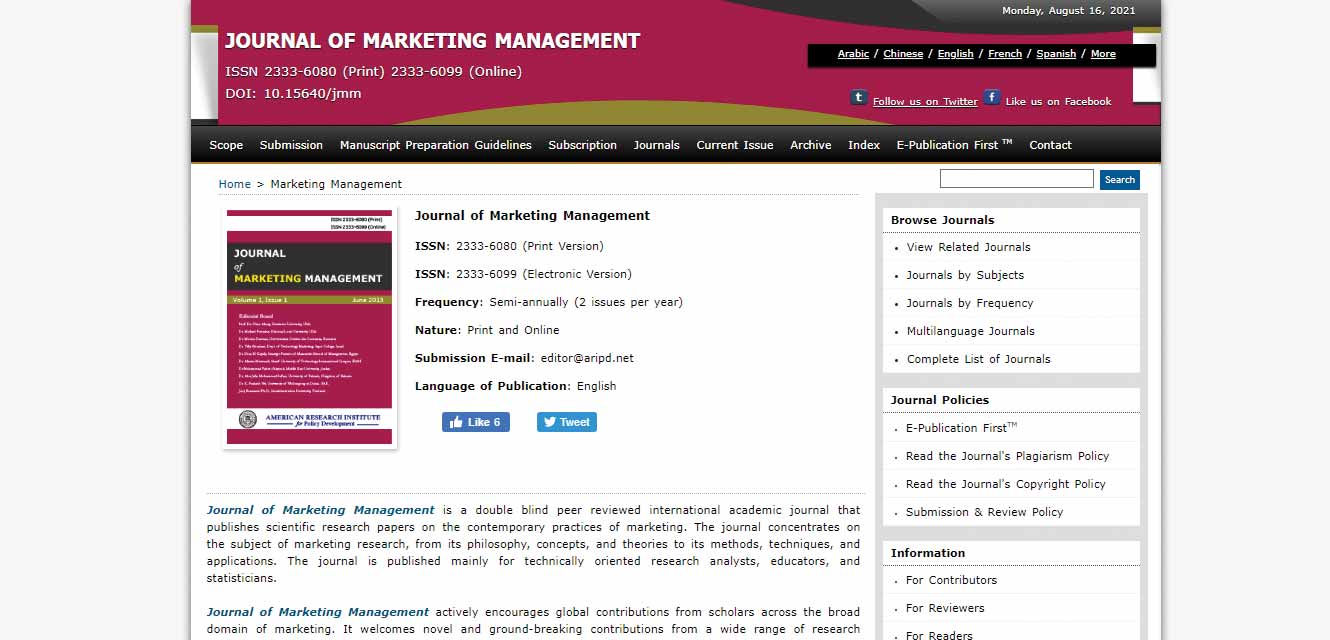 Monday, August 16, 2021
JOURNAL OF MARKETING MANAGEMENT
ISSN 2333-6080 (Print) 2333-6099 (Online)
DOI: 10.15640/jmm
Arabic / Chinese / English / French / Spanish / More
Follow us on Twitter Like us on Facebook
Scope Submission Manuscript Preparation Guidelines Subscription Journals Current Issue Archive Index E-Publication First TM Contact
Home > Marketing Management
Search
ISSN 2333-6080 (Print)
ISSN 2333-6099 (Online)
JOURNAL
of
MARKETING MANAGEMENT
Volume 1, Issue 1 June 2013
Editorial Board
AMERICAN RESEARCH INSTITUTE
for Policy Development
Journal of Marketing Management
ISSN: 2333-6080 (Print Version)
ISSN: 2333-6099 (Electronic Version)
Frequency: Semi-annually (2 issues per year)
Nature: Print and Online
Submission E-mail: editor@aripd.net
Language of Publication: English
Like 6 Tweet
Journal of Marketing Management is a double blind peer reviewed international academic journal that
publishes scientific research papers on the contemporary practices of marketing. The journal concentrates on
the subject of marketing research, from its philosophy, concepts, and theories to its methods, techniques, and
applications. The journal is published mainly for technically oriented research analysts, educators, and
statisticians.
Journal of Marketing Management actively encourages global contributions from scholars across the broad
domain of marketing. It welcomes novel and ground-breaking contributions from a wide range of research
Browse Journals
View Related Journals
Journals by Subjects
Journals by Frequency
Multilanguage Journals
Complete List of Journals
Journal Policies
E-Publication First TM
Read the Journal's Plagiarism Policy
Read the Journal's Copyright Policy
Submission & Review Policy
Information
For Contributors
For Reviewers
For Readers